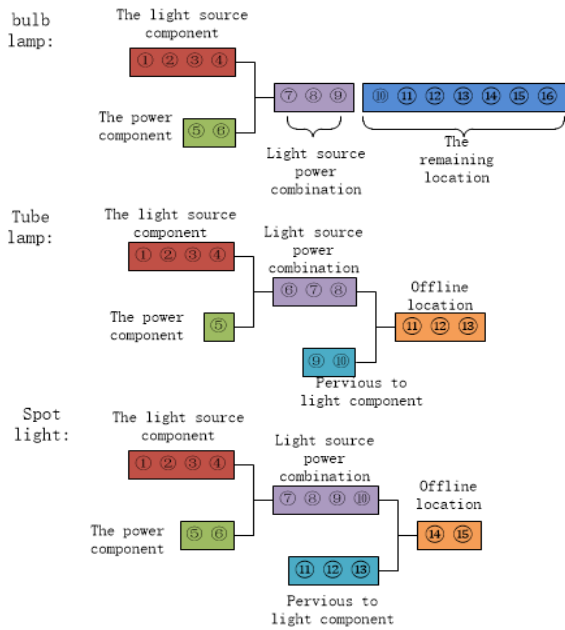 bulb
lamp:
The light source
component
① ② ③ ④
The power
component
⑤ ⑥
⑦ ⑧ ⑨
Light source
power
combination
⑩ ⑪ ⑫ ⑬ ⑭ ⑮ ⑯
The
remaining
location
Tube
lamp:
The light source
component
① ② ③ ④
The power
component
⑤
Light source
power
combination
⑥ ⑦ ⑧
⑨ ⑩
Pervious to
light component
Offline
location
⑪ ⑫ ⑬
Spot
light:
The light source
component
① ② ③ ④
The power
component
⑤ ⑥
Light source
power
combination
⑦ ⑧ ⑨ ⑩
⑪ ⑫ ⑬
Pervious to
light component
Offline
location
⑭ ⑮